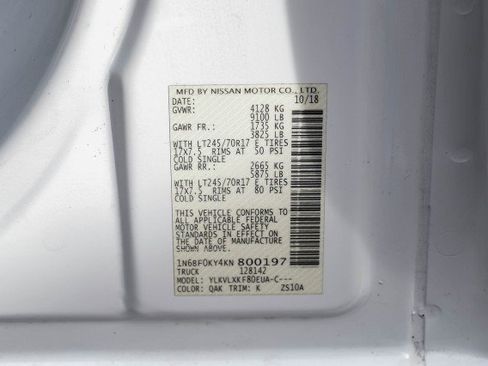 MFD BY NISSAN MOTOR CO., LTD.
DATE: 10/18
GVWR: 4128 KG
9100 LB
GAWR FR.: 1735 KG
3825 LB
WITH LT245/70R17 E TIRES
17X7.5 RIMS AT 50 PSI
COLD SINGLE
GAWR RR.: 2665 KG
5875 LB
WITH LT245/70R17 E TIRES
17X7.5 RIMS AT 80 PSI
COLD SINGLE
THIS VEHICLE CONFORMS TO
ALL APPLICABLE FEDERAL
MOTOR VEHICLE SAFETY
STANDARDS IN EFFECT ON
THE DATE OF MANUFACTURE
SHOWN ABOVE.
1N6BF0KY4KN 800197
TRUCK 128142
MODEL: YLKVLXKF80EUA-C---
COLOR: QAK TRIM: K ZS10A